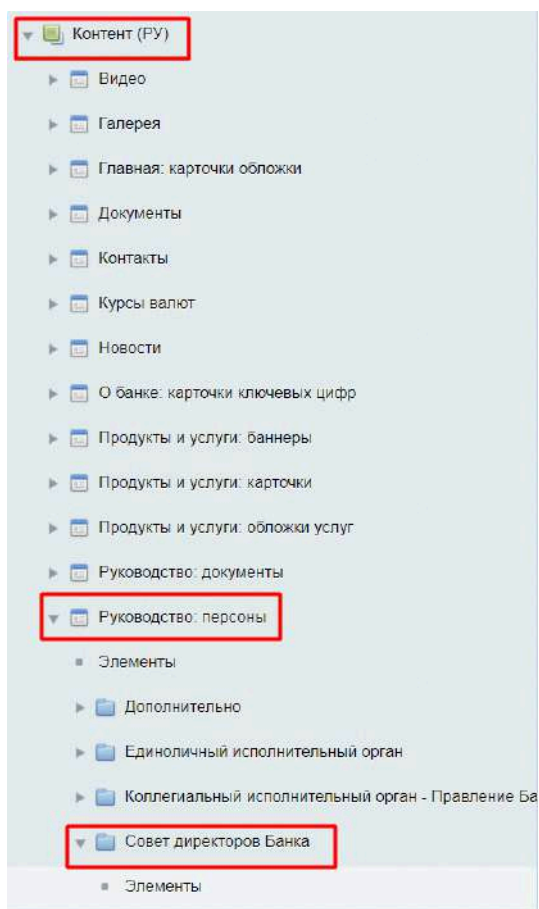 Контент (РУ)
Видео
Галерея
Главная: карточки обложки
Документы
Контакты
Курсы валют
Новости
О банке: карточки ключевых цифр
Продукты и услуги: баннеры
Продукты и услуги: карточки
Продукты и услуги: обложки услуг
Руководство: документы
Руководство: персоны
Элементы
Дополнительно
Единоличный исполнительный орган
Коллегиальный исполнительный орган - Правление Ба
Совет директоров Банка
Элементы